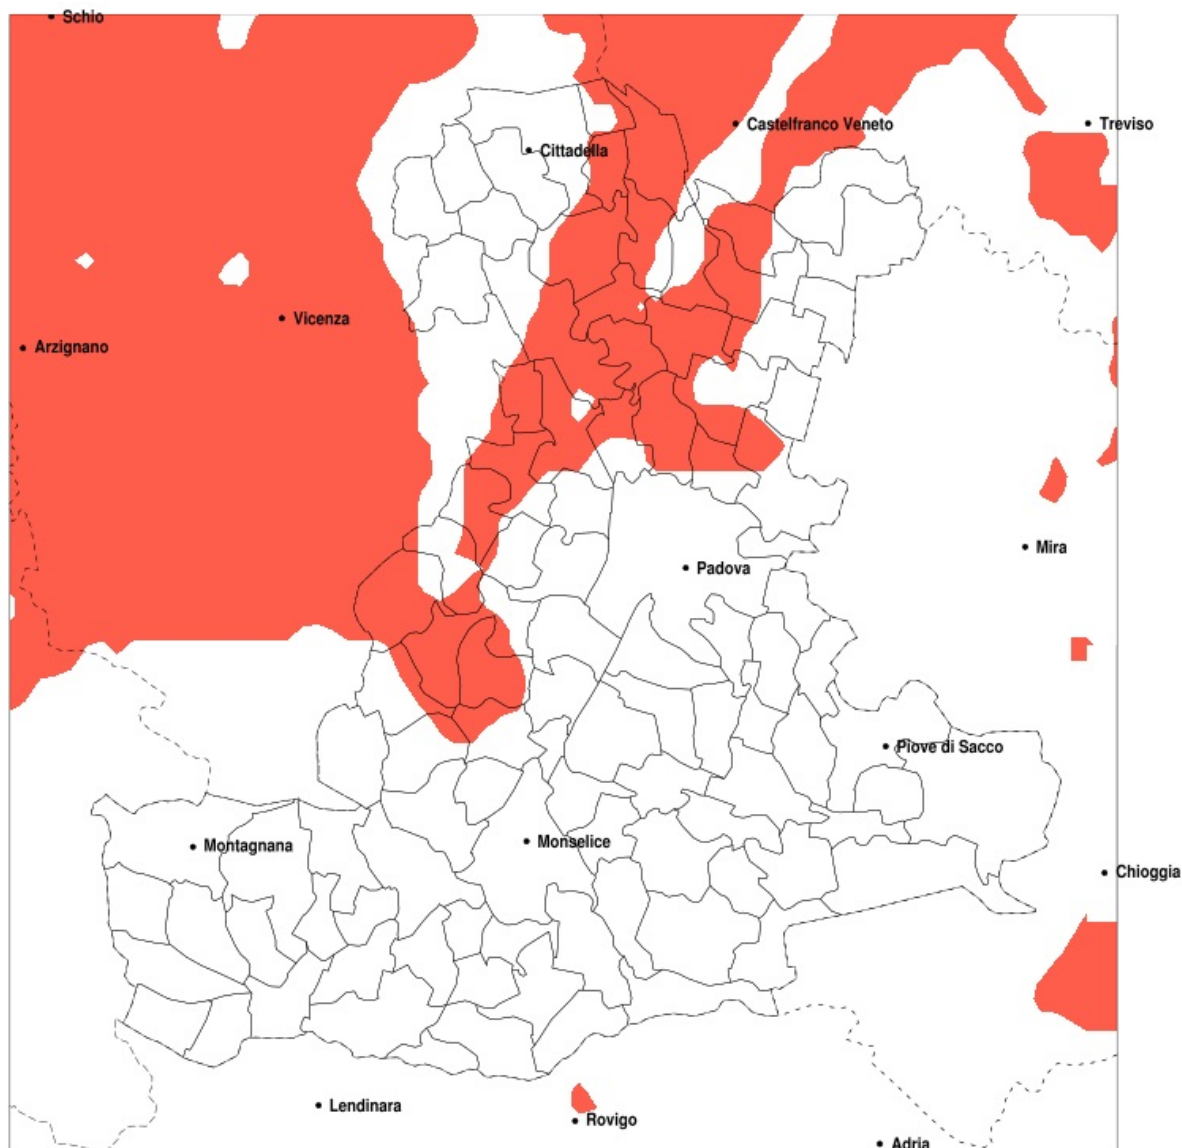 Schio
Castelfranco Veneto
Treviso
Cittadella
Vicenza
Arzignano
Mira
Padova
Piove di Sacco
Monselice
Montagnana
Chioggia
Lendinara
Rovigo
Adria